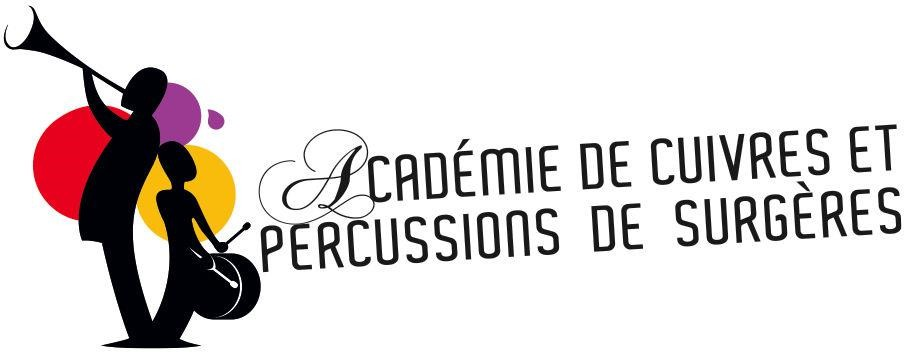 ACADÉMIE DE CUIVRES ET
PERCUSSIONS DE SURGÈRES